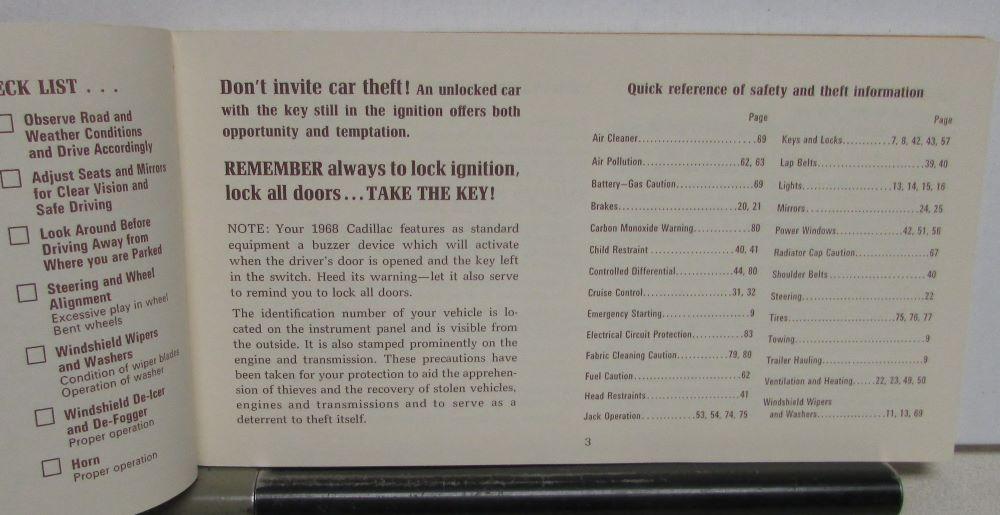 LIST . . .
Observe Road and
Weather Conditions
and Drive Accordingly
Adjust Seats and Mirrors
for Clear Vision and
Safe Driving
Look Around Before
Driving Away from
Where you are Parked
Steering and Wheel
Alignment
Excessive play in wheel
Bent wheels
Windshield Wipers
and Washers
Condition of wiper blades
Operation of washer
Windshield De-Icer
and De-Fogger
Proper operation
Horn
Proper operation
Don't invite car theft! An unlocked car
with the key still in the ignition offers both
opportunity and temptation.
REMEMBER always to lock ignition,
lock all doors . . . TAKE THE KEY!
NOTE: Your 1968 Cadillac features as standard
equipment a buzzer device which will activate
when the driver's door is opened and the key left
in the switch. Heed its warning—let it also serve
to remind you to lock all doors.
The identification number of your vehicle is lo-
cated on the instrument panel and is visible from
the outside. It is also stamped prominently on the
engine and transmission. These precautions have
been taken for your protection to aid the apprehen-
sion of thieves and the recovery of stolen vehicles,
engines and transmissions and to serve as a
deterrent to theft itself.
Quick reference of safety and theft information
Page
Air Cleaner...69
Air Pollution...62, 63
Battery—Gas Caution...69
Brakes...20, 21
Carbon Monoxide Warning...80
Child Restraint...40, 41
Controlled Differential...44, 80
Cruise Control...31, 32
Emergency Starting...9
Electrical Circuit Protection...83
Fabric Cleaning Caution...79, 80
Fuel Caution...62
Head Restraints...41
Jack Operation...53, 54, 74, 75
Page
Keys and Locks...7, 8, 42, 43, 57
Lap Belts...39, 40
Lights...13, 14, 15, 16
Mirrors...24, 25
Power Windows...42, 51, 56
Radiator Cap Caution...67
Shoulder Belts...40
Steering...22
Tires...75, 76, 77
Towing...9
Trailer Hauling...9
Ventilation and Heating...22, 23, 49, 50
Windshield Wipers
and Washers...11, 13, 69
3